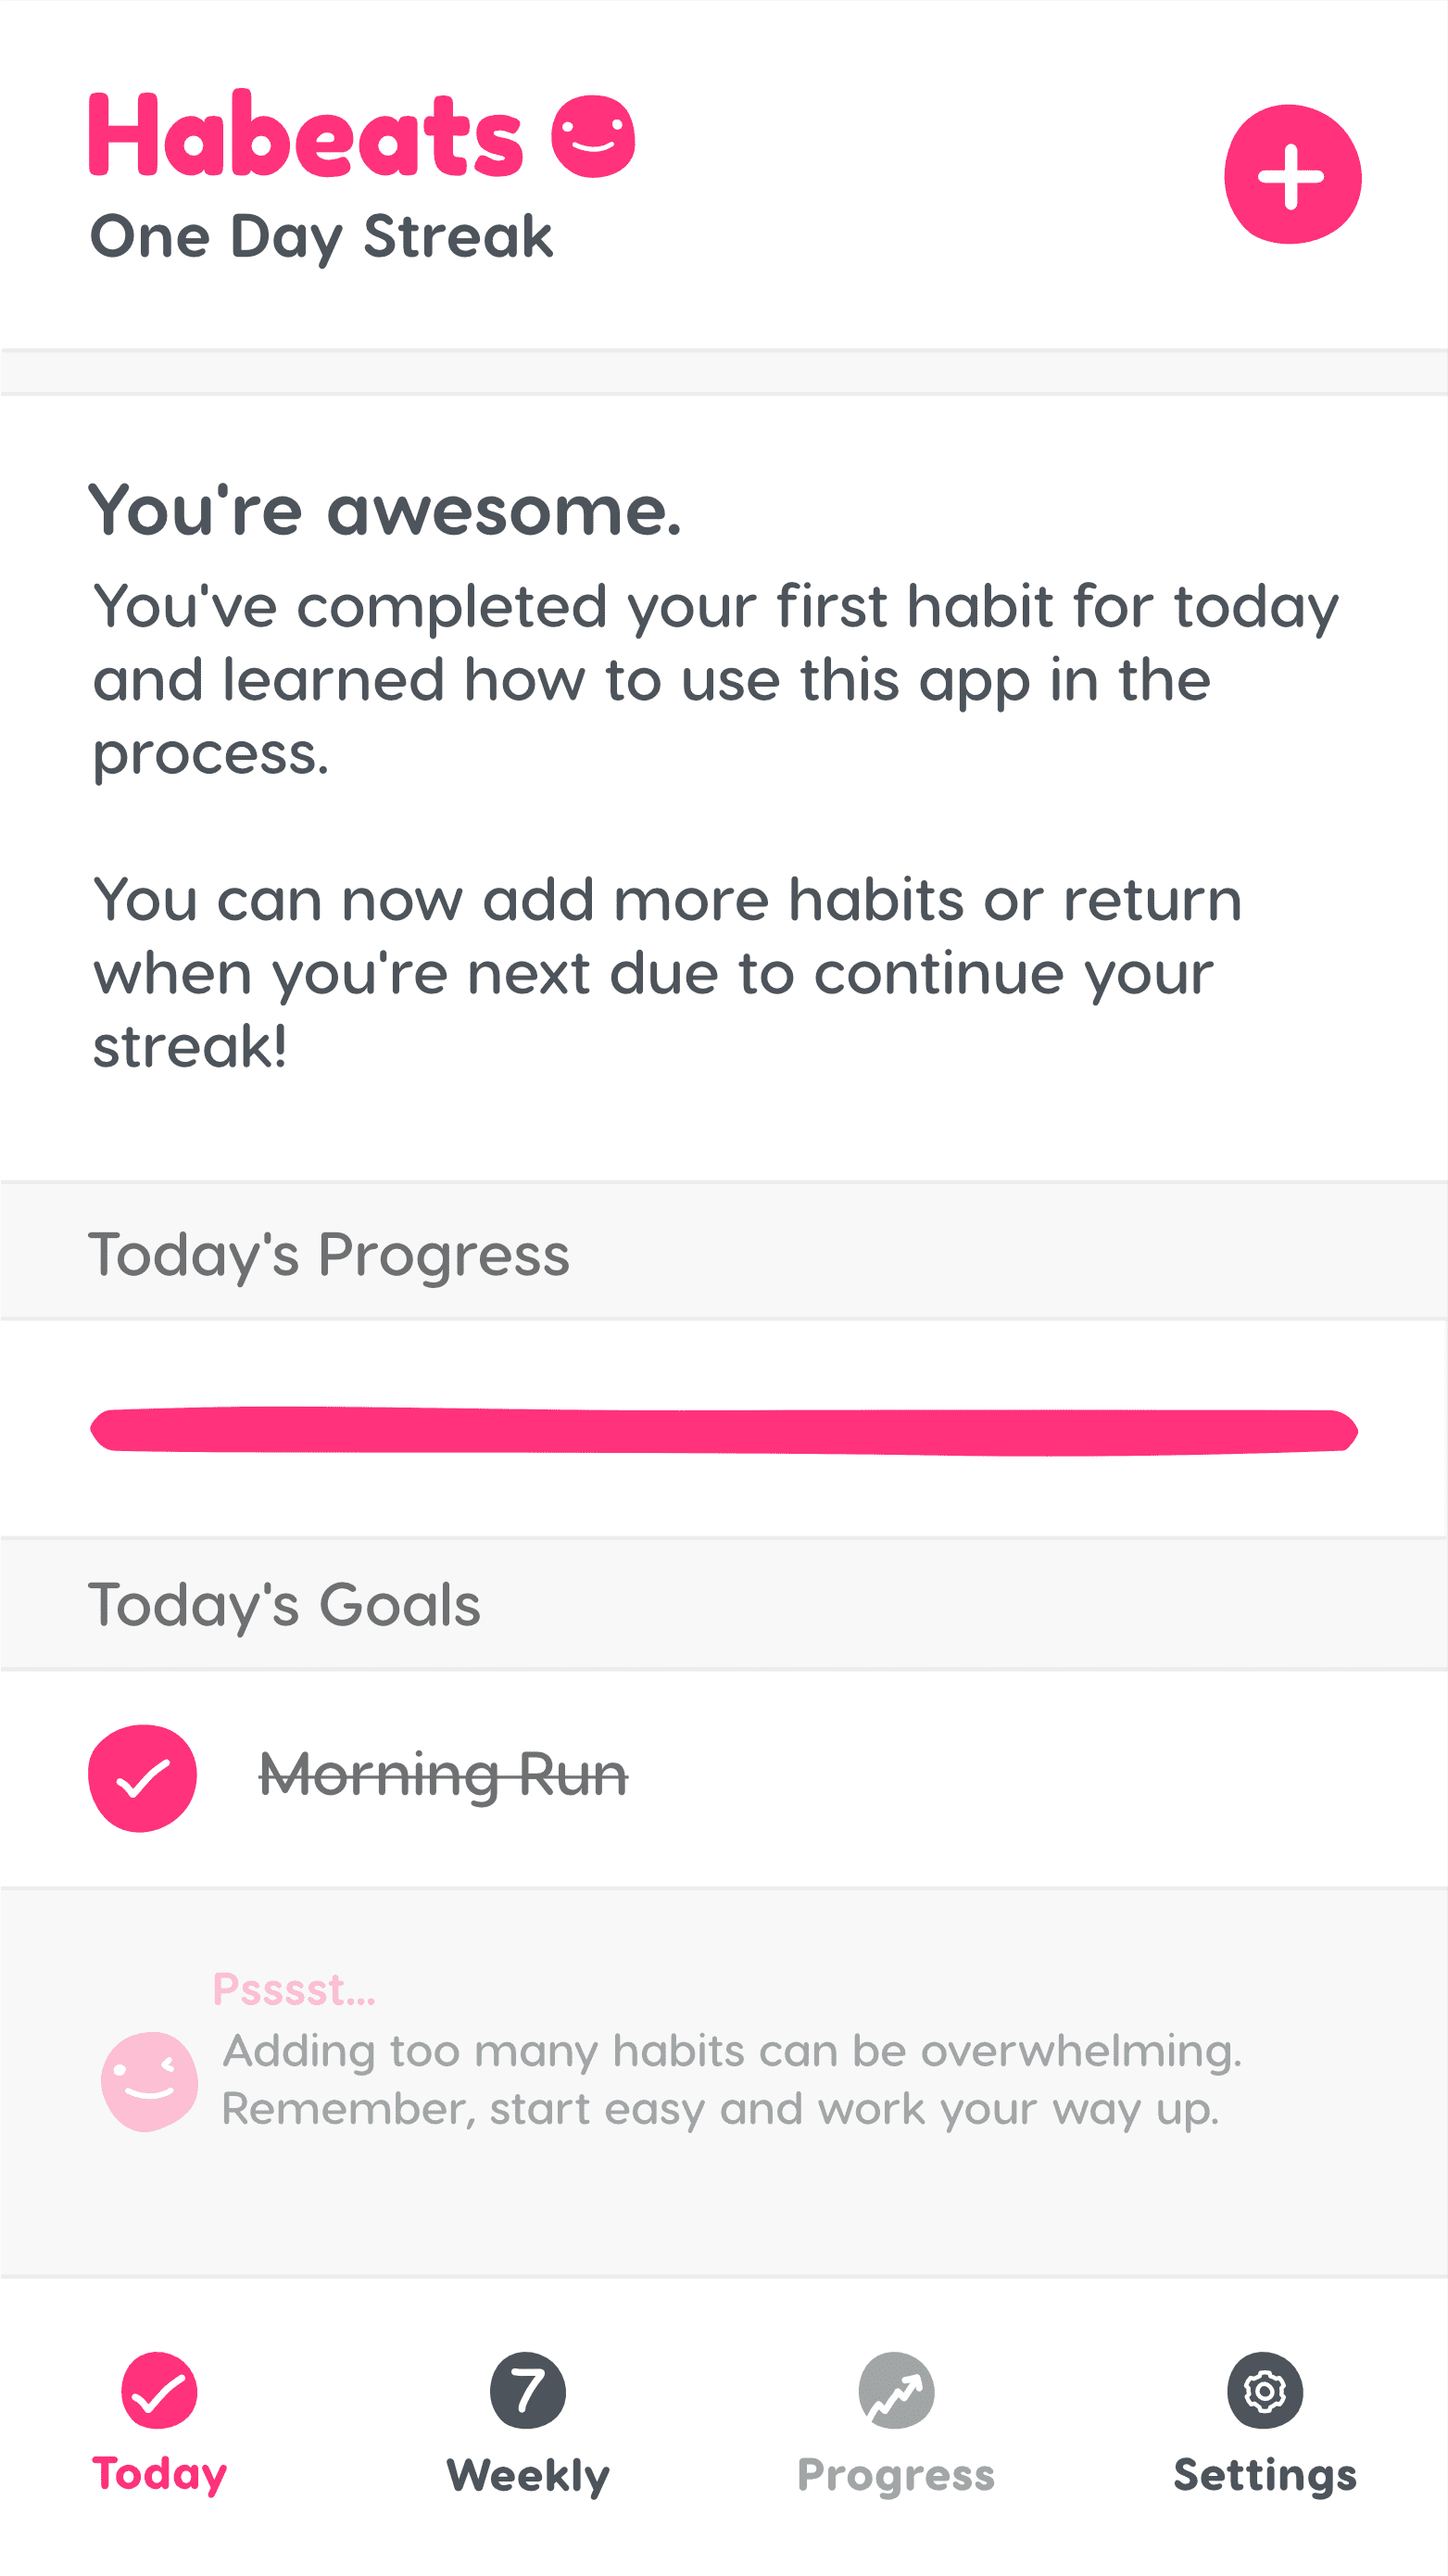 Habeats
One Day Streak
You're awesome.
You've completed your first habit for today
and learned how to use this app in the
process.
You can now add more habits or return
when you're next due to continue your
streak!
Today's Progress
Today's Goals
Morning Run
Psssst...
Adding too many habits can be overwhelming.
Remember, start easy and work your way up.
7
Today
Weekly
Progress
Settings